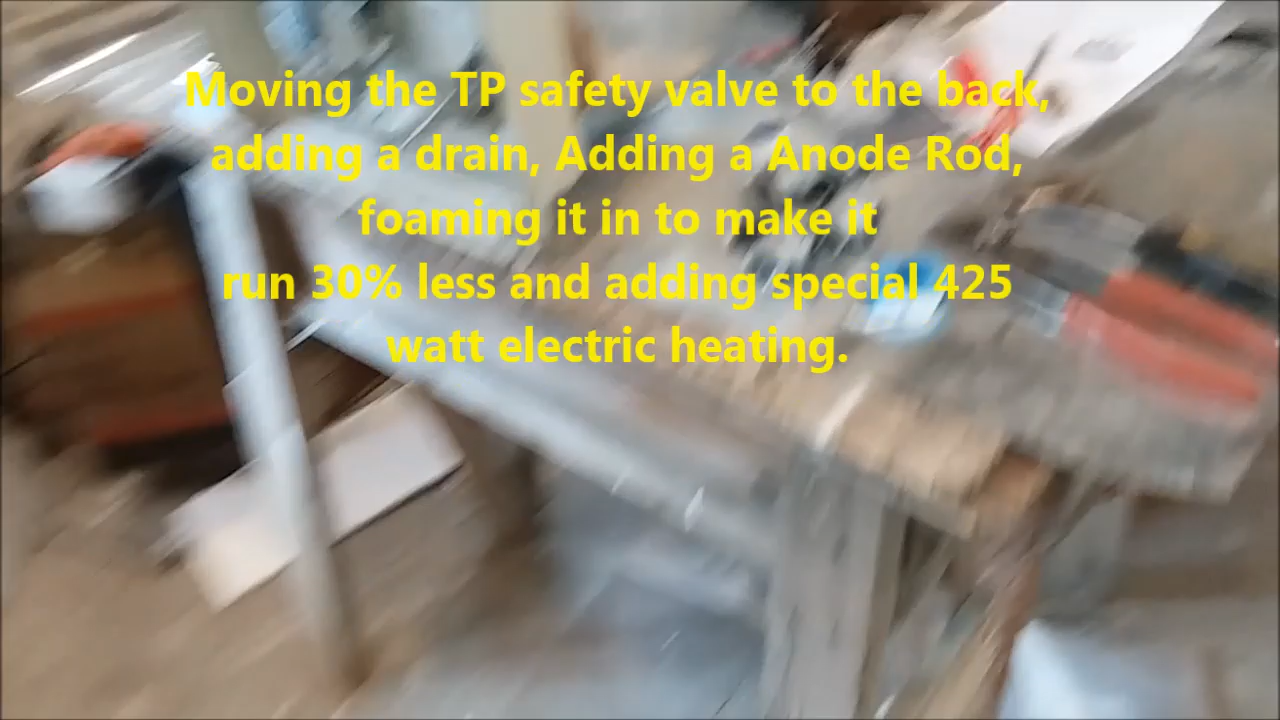 Moving the TP safety valve to the back,
adding a drain, Adding a Anode Rod,
foaming it in to make it
run 30% less and adding special 425
watt electric heating.